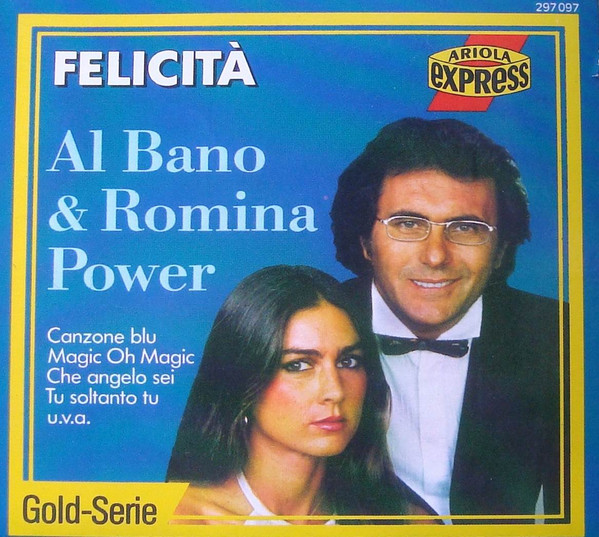 297 097
FELICITÀ
ARIOLA
eXPRESS
Al Bano
& Romina
Power
Canzone blu
Magic Oh Magic
Che angelo sei
Tu soltanto tu
u.v.a.
Gold-Serie